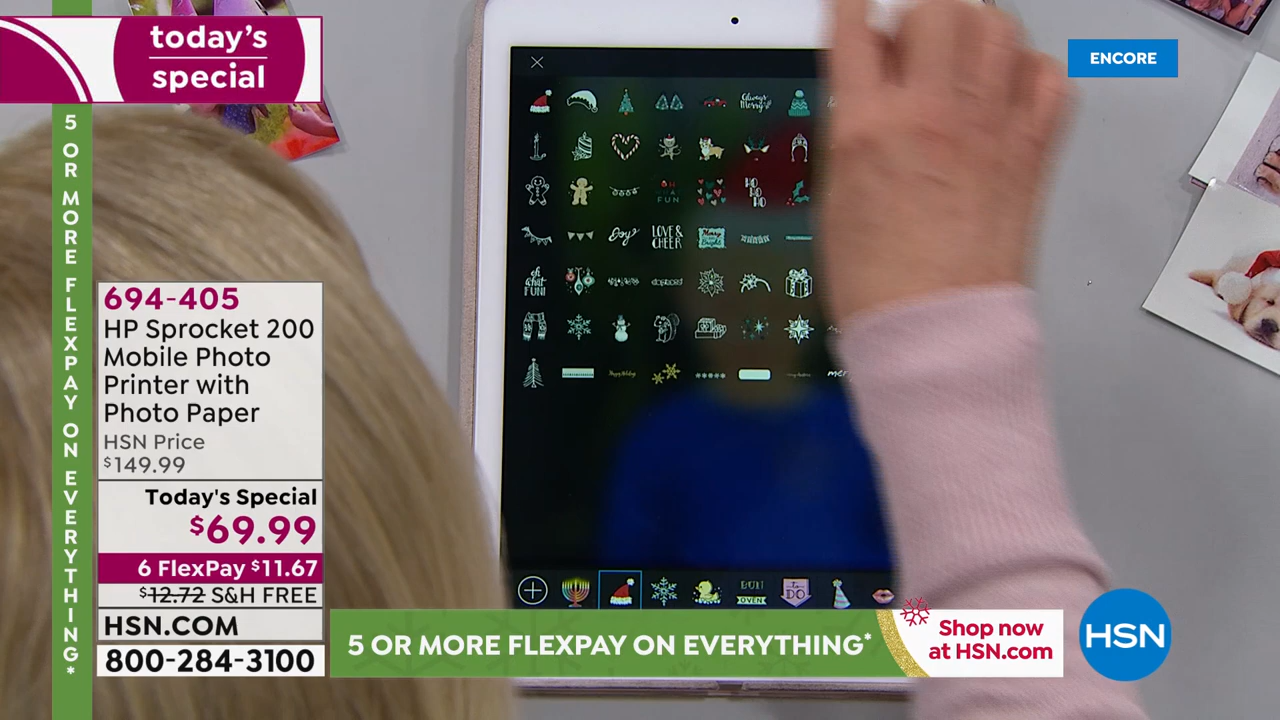 today's
special
ENCORE
5 OR MORE FLEXPAY ON EVERYTHING*
694-405
HP Sprocket 200
Mobile Photo
Printer with
Photo Paper
HSN Price
$149.99
Today's Special
$69.99
6 FlexPay $11.67
$12.72 S&H FREE
HSN.COM
800-284-3100
Always
Merry
HO
HO
HO
FUN
Joy
LOVE &
CHEER
oh
what
FUN!
BUN
OVEN
to
DO
5 OR MORE FLEXPAY ON EVERYTHING*
Shop now
at HSN.com
HSN